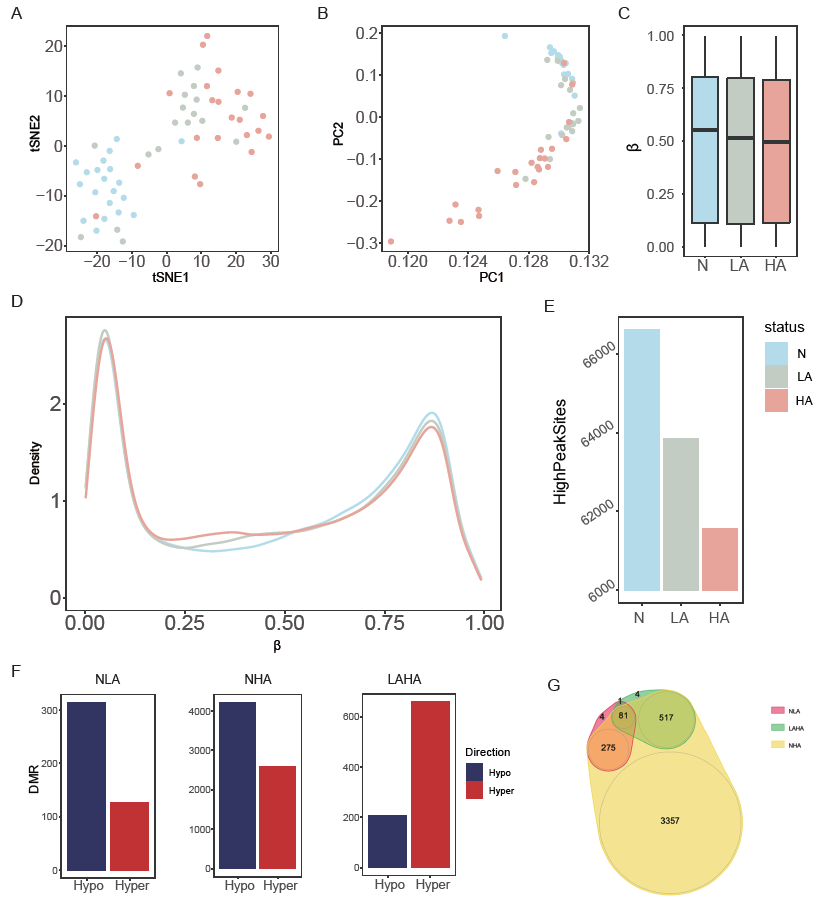 A
20
10
0
−10
−20
tSNE2
−20
−10
0
10
20
30
tSNE1
B
0.2
0.1
0.0
−0.1
−0.2
−0.3
PC2
0.120
0.124
0.128
0.132
PC1
C
1.00
0.75
0.50
0.25
0.00
β
N
LA
HA
D
2
1
0
Density
0.00
0.25
0.50
0.75
1.00
β
E
66000
64000
62000
6000
HighPeakSites
N
LA
HA
status
N
LA
HA
F
NLA
300
200
100
0
DMR
Hypo
Hyper
NHA
4000
3000
2000
1000
0
Hypo
Hyper
LAHA
600
400
200
0
Hypo
Hyper
Direction
Hypo
Hyper
G
1
4
4
81
517
275
3357
NLA
LAHA
NHA